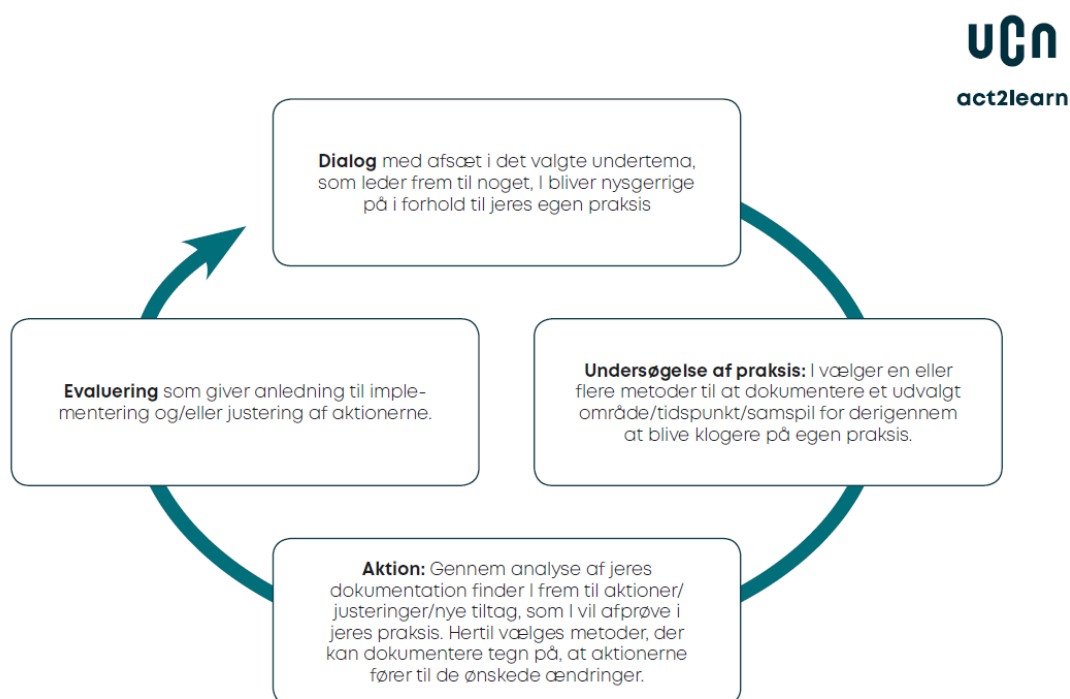 ucn
act2learn
Dialog med afsæt i det valgte undertema,
som leder frem til noget, I bliver nysgerrige
på i forhold til jeres egen praksis
Undersøgelse af praksis: I vælger en eller
flere metoder til at dokumentere et udvalgt
område/tidspunkt/samspil for derigennem
at blive klogere på egen praksis.
Aktion: Gennem analyse af jeres
dokumentation finder I frem til aktioner/
justeringer/nye tiltag, som I vil afprøve i
jeres praksis. Hertil vælges metoder, der
kan dokumentere tegn på, at aktionerne
fører til de ønskede ændringer.
Evaluering som giver anledning til imple-
mentering og/eller justering af aktionerne.